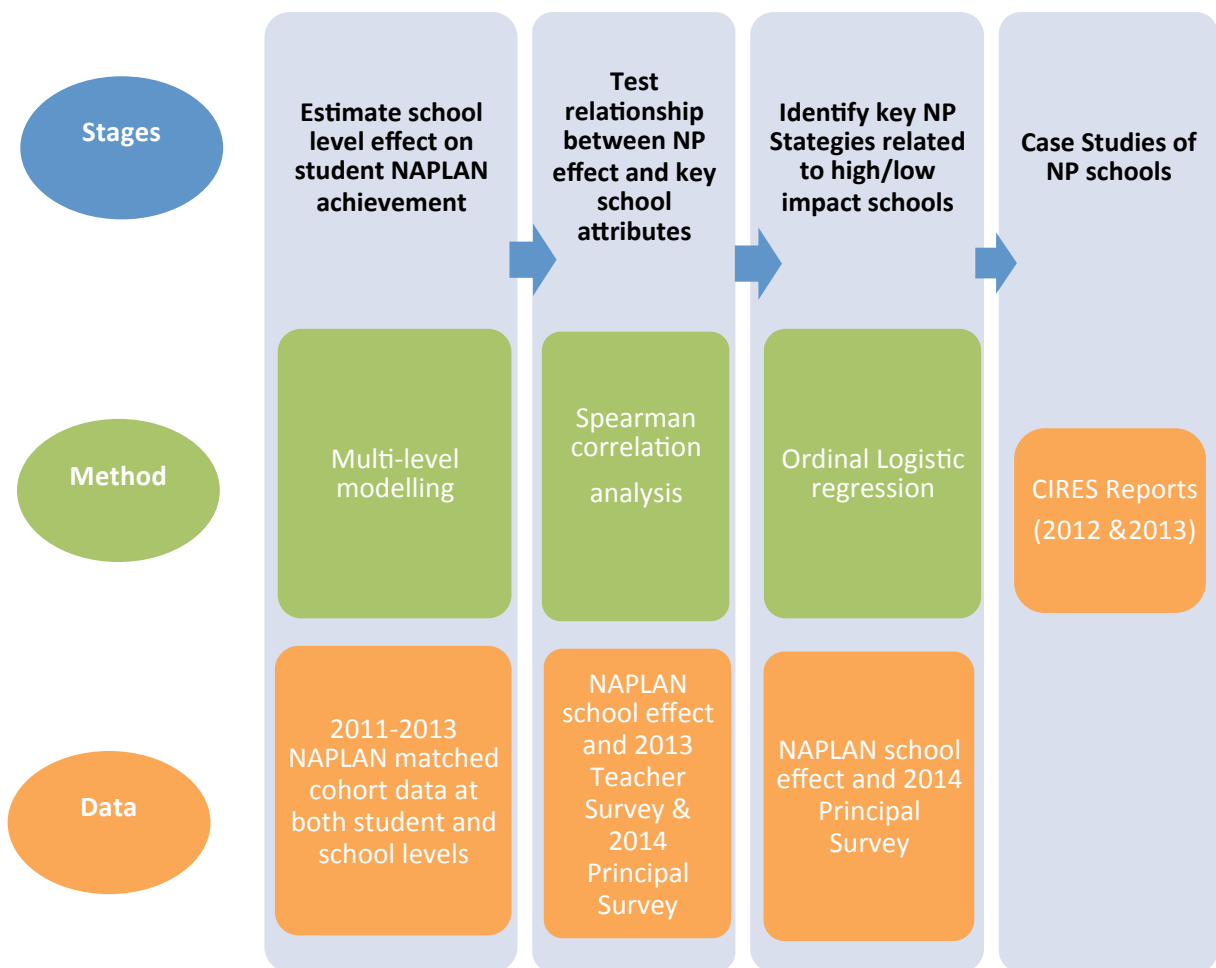 Stages
Estimate school
level effect on
student NAPLAN
achievement
Test
relationship
between NP
effect and key
school
attributes
Identify key NP
Stategies related
to high/low
impact schools
Case Studies of
NP schools
Method
Multi-level
modelling
Spearman
correlation
analysis
Ordinal Logistic
regression
CIRES Reports
(2012 &2013)
Data
2011-2013
NAPLAN matched
cohort data at
both student and
school levels
NAPLAN
school effect
and 2013
Teacher
Survey &
2014
Principal
Survey
NAPLAN school
effect and 2014
Principal
Survey